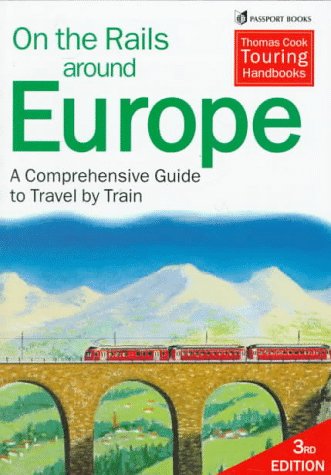 PASSPORT BOOKS
On the Rails
around
Europe
Thomas Cook
Touring
Handbooks
A Comprehensive Guide
to Travel by Train
3RD
EDITION